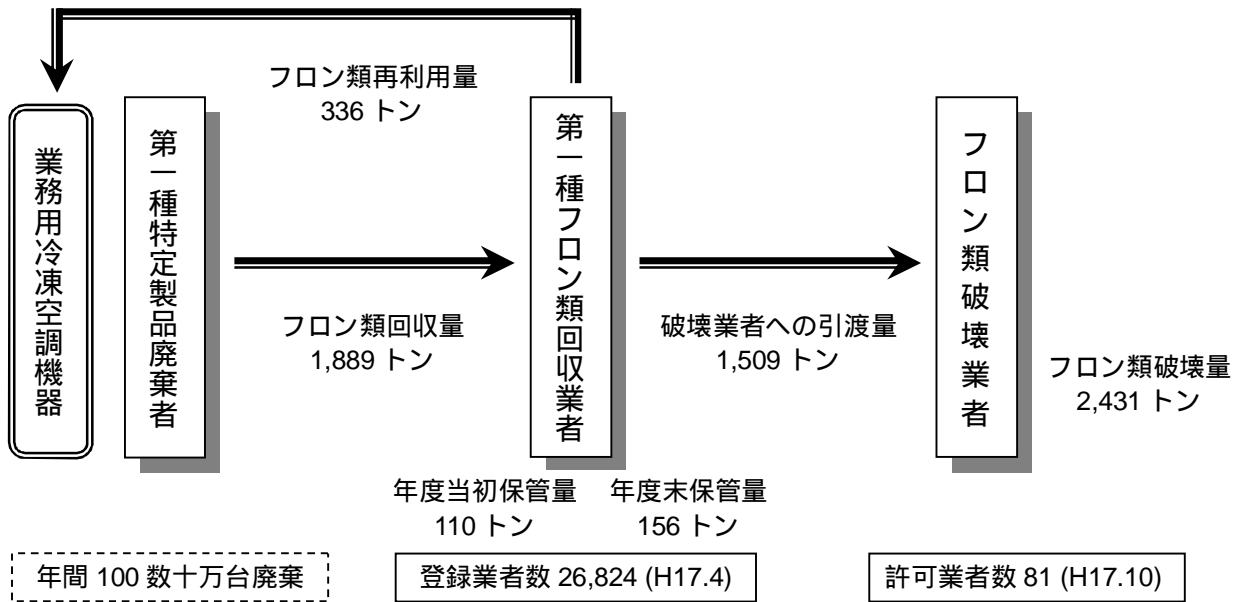 フロン類再利用量
336 トン
業務用冷凍空調機器
第一種特定製品廃棄者
第一種フロン類回収業者
フロン類破壊業者
フロン類回収量
1,889 トン
破壊業者への引渡量
1,509 トン
フロン類破壊量
2,431 トン
年度当初保管量
110 トン
年度末保管量
156 トン
年間 100 数十万台廃棄
登録業者数 26,824 (H17.4)
許可業者数 81 (H17.10)